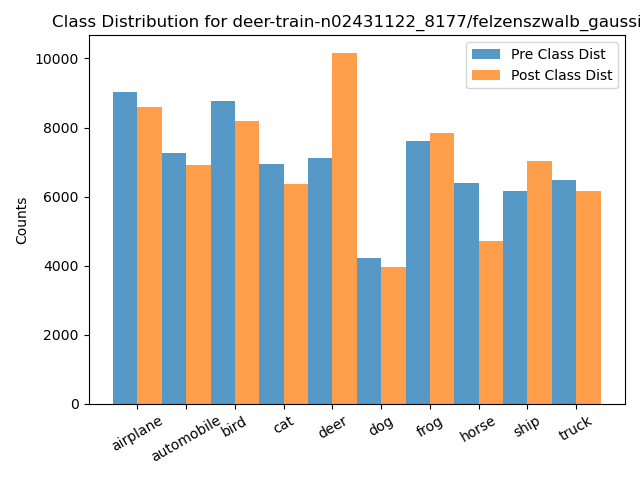 Class Distribution for deer-train-n02431122_8177/felzenszwalb_gaussi
Pre Class Dist
Post Class Dist
Counts
10000
8000
6000
4000
2000
0
airplane
automobile
bird
cat
deer
dog
frog
horse
ship
truck